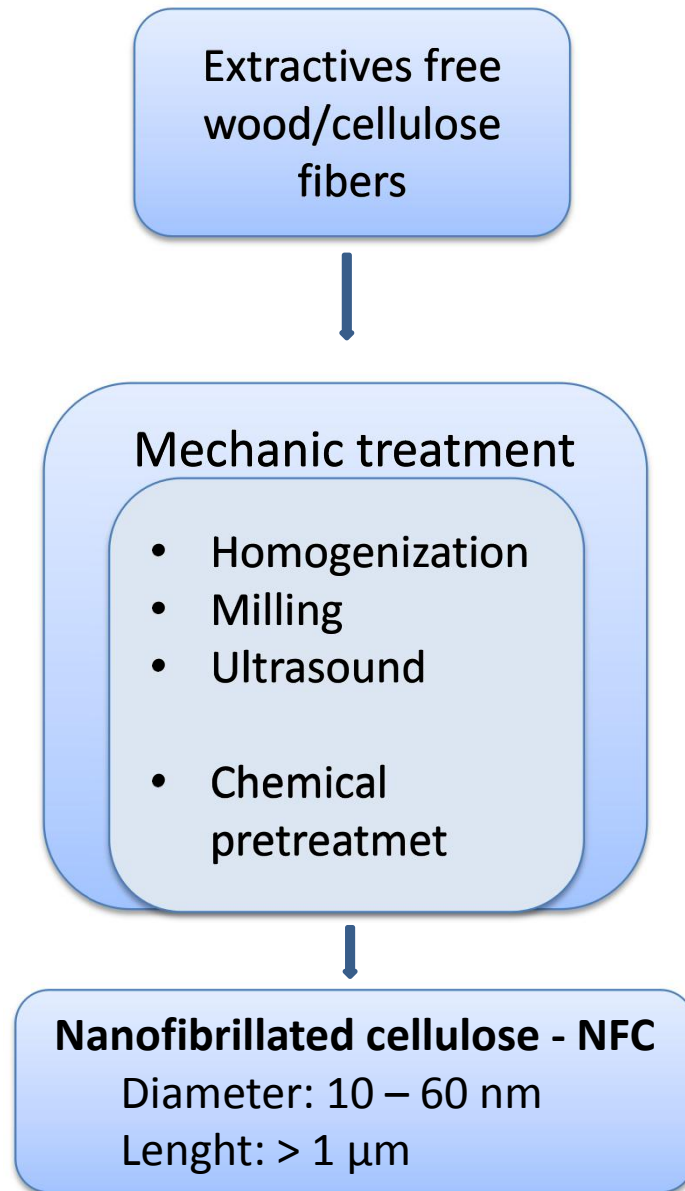 Extractives free
wood/cellulose
fibers
Mechanic treatment
• Homogenization
• Milling
• Ultrasound
• Chemical
pretreatmet
Nanofibrillated cellulose - NFC
Diameter: 10 – 60 nm
Lenght: > 1 μm